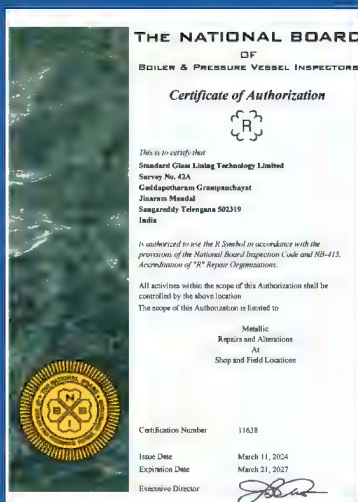 THE NATIONAL BOARD
OF
BOILER & PRESSURE VESSEL INSPECTORS
Certificate of Authorization
R
This is to certify that
Standard Glass Lining Technology Limited
Survey No. 42A
Gaddapotharam Grampanchayat
Jinaram Mandal
Sangareddy Telengana 502319
India
is authorized to use the R Symbol in accordance with the
provisions of the National Board Inspection Code and NB-415,
Accreditation of "R" Repair Organizations.
All activities within the scope of this Authorization shall be
controlled by the above location
The scope of this Authorization is limited to
Metallic
Repairs and Alterations
At
Shop and Field Locations
Certification Number 11638
Issue Date March 11, 2024
Expiration Date March 21, 2027
Executive Director